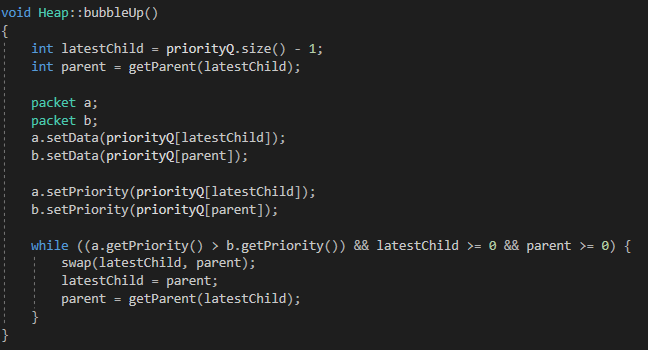 void Heap::bubbleUp()
{
    int latestChild = priorityQ.size() - 1;
    int parent = getParent(latestChild);

    packet a;
    packet b;
    a.setData(priorityQ[latestChild]);
    b.setData(priorityQ[parent]);

    a.setPriority(priorityQ[latestChild]);
    b.setPriority(priorityQ[parent]);

    while ((a.getPriority() > b.getPriority()) && latestChild >= 0 && parent >= 0) {
        swap(latestChild, parent);
        latestChild = parent;
        parent = getParent(latestChild);
    }
}